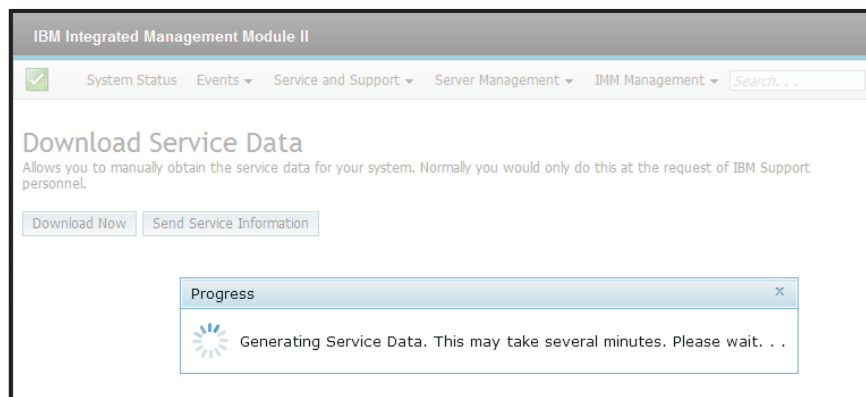 IBM Integrated Management Module II
System Status Events Service and Support Server Management IMM Management Search. . .
Download Service Data
Allows you to manually obtain the service data for your system. Normally you would only do this at the request of IBM Support
personnel.
Download Now Send Service Information
Progress x
Generating Service Data. This may take several minutes. Please wait. . .